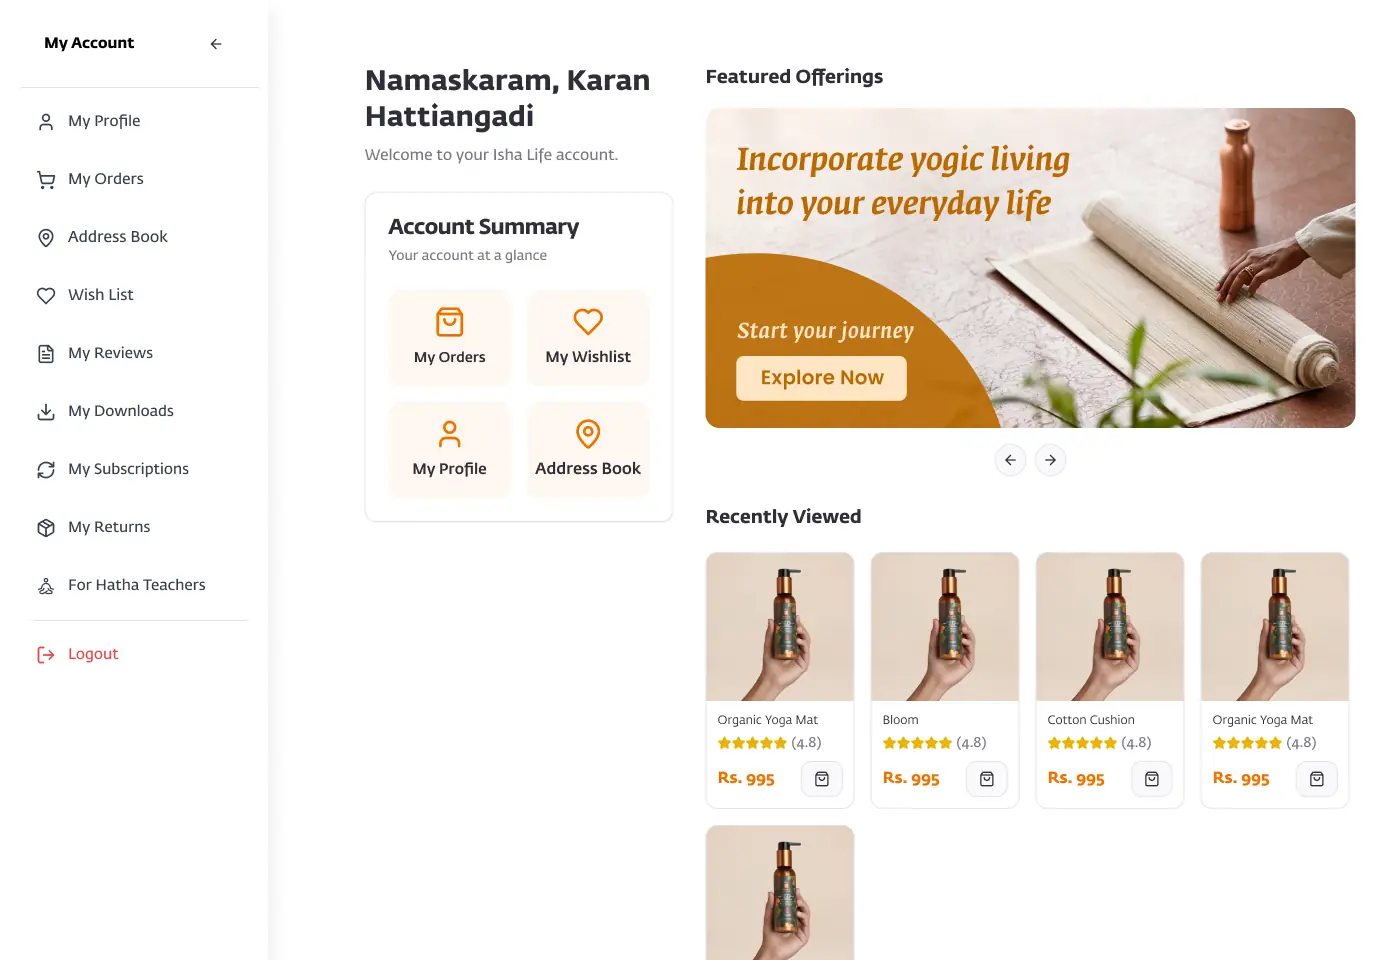 My Account
My Profile
My Orders
Address Book
Wish List
My Reviews
My Downloads
My Subscriptions
My Returns
For Hatha Teachers
Logout
Namaskaram, Karan
Hattiangadi
Welcome to your Isha Life account.
Account Summary
Your account at a glance
My Orders
My Wishlist
My Profile
Address Book
Featured Offerings
Incorporate yogic living
into your everyday life
Start your journey
Explore Now
Recently Viewed
Organic Yoga Mat
(4.8)
Rs. 995
Bloom
(4.8)
Rs. 995
Cotton Cushion
(4.8)
Rs. 995
Organic Yoga Mat
(4.8)
Rs. 995